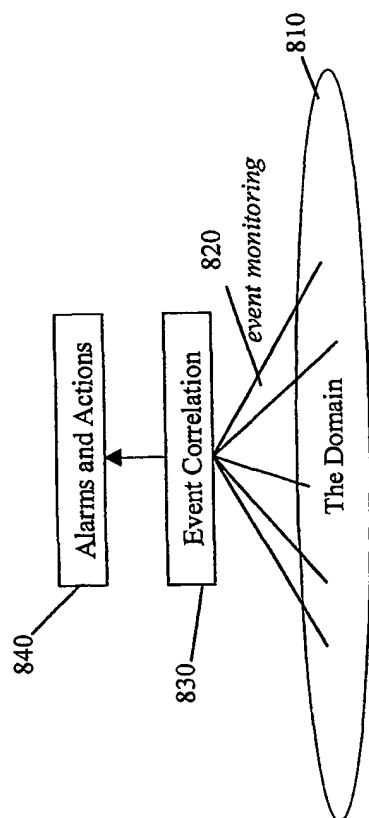 840
Alarms and Actions
830
Event Correlation
820
event monitoring
810
The Domain